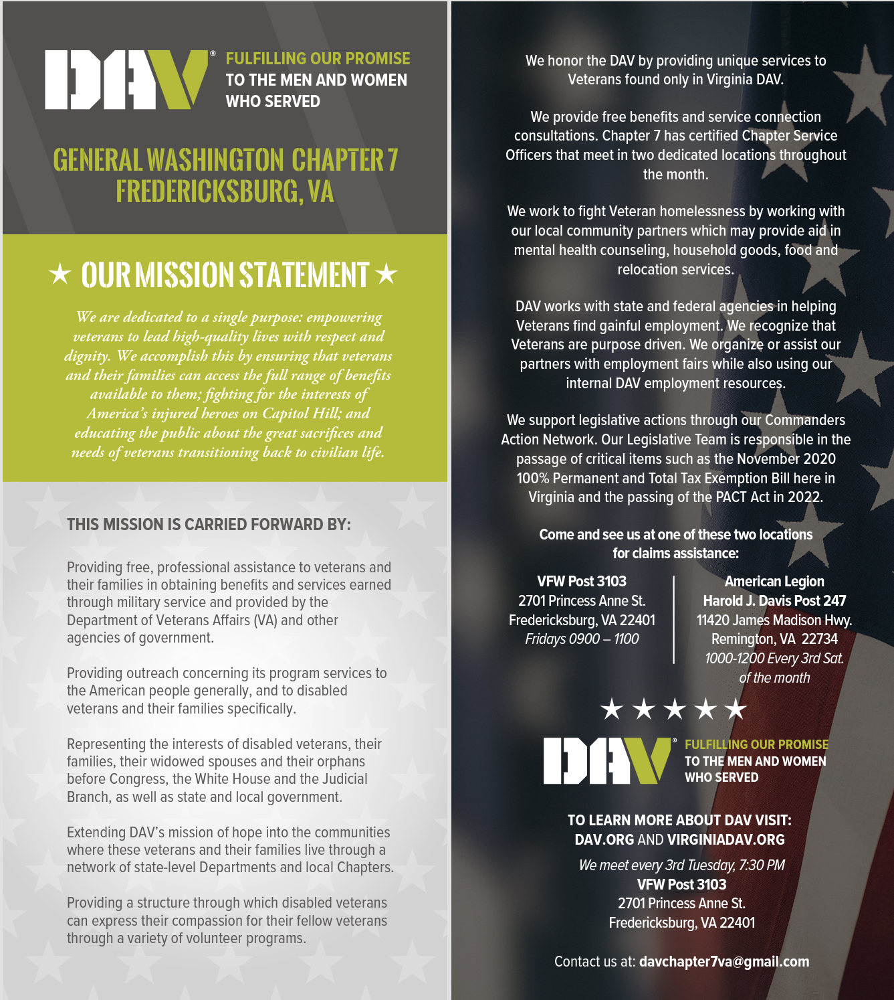 DAV®
FULFILLING OUR PROMISE
TO THE MEN AND WOMEN
WHO SERVED
GENERAL WASHINGTON CHAPTER 7
FREDERICKSBURG, VA
OUR MISSION STATEMENT
We are dedicated to a single purpose: empowering
veterans to lead high-quality lives with respect and
dignity. We accomplish this by ensuring that veterans
and their families can access the full range of benefits
available to them; fighting for the interests of
America's injured heroes on Capitol Hill; and
educating the public about the great sacrifices and
needs of veterans transitioning back to civilian life.
THIS MISSION IS CARRIED FORWARD BY:
Providing free, professional assistance to veterans and
their families in obtaining benefits and services earned
through military service and provided by the
Department of Veterans Affairs (VA) and other
agencies of government.
Providing outreach concerning its program services to
the American people generally, and to disabled
veterans and their families specifically.
Representing the interests of disabled veterans, their
families, their widowed spouses and their orphans
before Congress, the White House and the Judicial
Branch, as well as state and local government.
Extending DAV's mission of hope into the communities
where these veterans and their families live through a
network of state-level Departments and local Chapters.
Providing a structure through which disabled veterans
can express their compassion for their fellow veterans
through a variety of volunteer programs.
We honor the DAV by providing unique services to
Veterans found only in Virginia DAV.
We provide free benefits and service connection
consultations. Chapter 7 has certified Chapter Service
Officers that meet in two dedicated locations throughout
the month.
We work to fight Veteran homelessness by working with
our local community partners which may provide aid in
mental health counseling, household goods, food and
relocation services.
DAV works with state and federal agencies in helping
Veterans find gainful employment. We recognize that
Veterans are purpose driven. We organize or assist our
partners with employment fairs while also using our
internal DAV employment resources.
We support legislative actions through our Commanders
Action Network. Our Legislative Team is responsible in the
passage of critical items such as the November 2020
100% Permanent and Total Tax Exemption Bill here in
Virginia and the passing of the PACT Act in 2022.
Come and see us at one of these two locations
for claims assistance:
VFW Post 3103
2701 Princess Anne St.
Fredericksburg, VA 22401
Fridays 0900 – 1100
American Legion
Harold J. Davis Post 247
11420 James Madison Hwy.
Remington, VA 22734
1000-1200 Every 3rd Sat.
of the month
DAV®
FULFILLING OUR PROMISE
TO THE MEN AND WOMEN
WHO SERVED
TO LEARN MORE ABOUT DAV VISIT:
DAV.ORG AND VIRGINIADAV.ORG
We meet every 3rd Tuesday, 7:30 PM
VFW Post 3103
2701 Princess Anne St.
Fredericksburg, VA 22401
Contact us at: davchapter7va@gmail.com